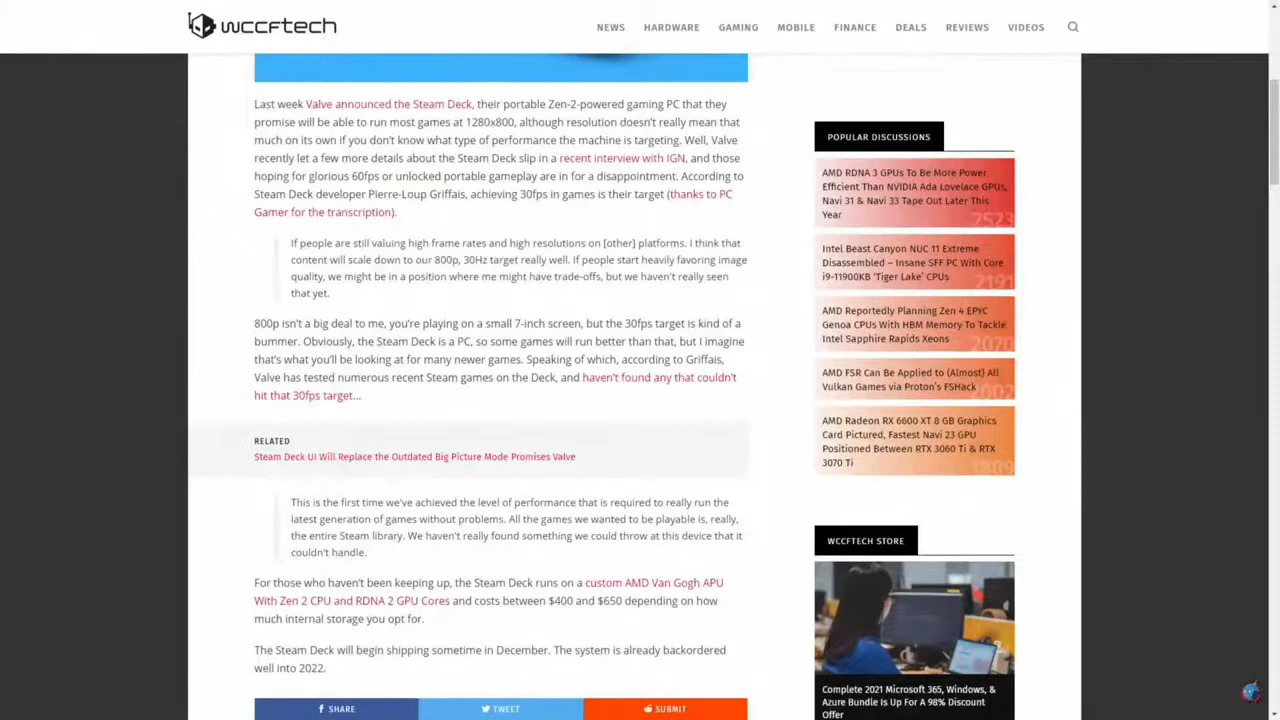 WCCFTECH
NEWS HARDWARE GAMING MOBILE FINANCE DEALS REVIEWS VIDEOS
Last week Valve announced the Steam Deck, their portable Zen-2-powered gaming PC that they
promise will be able to run most games at 1280x800, although resolution doesn't really mean that
much on its own if you don't know what type of performance the machine is targeting. Well, Valve
recently let a few more details about the Steam Deck slip in a recent interview with IGN, and those
hoping for glorious 60fps or unlocked portable gameplay are in for a disappointment. According to
Steam Deck developer Pierre-Loup Griffais, achieving 30fps in games is their target (thanks to PC
Gamer for the transcription).
If people are still valuing high frame rates and high resolutions on [other] platforms. I think that
content will scale down to our 800p, 30Hz target really well. If people start heavily favoring image
quality, we might be in a position where me might have trade-offs, but we haven't really seen
that yet.
800p isn't a big deal to me, you're playing on a small 7-inch screen, but the 30fps target is kind of a
bummer. Obviously, the Steam Deck is a PC, so some games will run better than that, but I imagine
that's what you'll be looking at for many newer games. Speaking of which, according to Griffais,
Valve has tested numerous recent Steam games on the Deck, and haven't found any that couldn't
hit that 30fps target...
RELATED
Steam Deck UI Will Replace the Outdated Big Picture Mode Promises Valve
This is the first time we've achieved the level of performance that is required to really run the
latest generation of games without problems. All the games we wanted to be playable is, really,
the entire Steam library. We haven't really found something we could throw at this device that it
couldn't handle.
For those who haven't been keeping up, the Steam Deck runs on a custom AMD Van Gogh APU
With Zen 2 CPU and RDNA 2 GPU Cores and costs between $400 and $650 depending on how
much internal storage you opt for.
The Steam Deck will begin shipping sometime in December. The system is already backordered
well into 2022.
SHARE TWEET SUBMIT
POPULAR DISCUSSIONS
AMD RDNA 3 GPUs To Be More Power
Efficient Than NVIDIA Ada Lovelace GPUs,
Navi 31 & Navi 33 Tape Out Later This
Year
2523
Intel Beast Canyon NUC 11 Extreme
Disassembled – Insane SFF PC With Core
i9-11900KB 'Tiger Lake' CPUs
2191
AMD Reportedly Planning Zen 4 EPYC
Genoa CPUs With HBM Memory To Tackle
Intel Sapphire Rapids Xeons
2070
AMD FSR Can Be Applied to (Almost) All
Vulkan Games via Proton's FSHack
2002
AMD Radeon RX 6600 XT 8 GB Graphics
Card Pictured, Fastest Navi 23 GPU
Positioned Between RTX 3060 Ti & RTX
3070 Ti
WCCFTECH STORE
Complete 2021 Microsoft 365, Windows, &
Azure Bundle Is Up For A 98% Discount
Offer